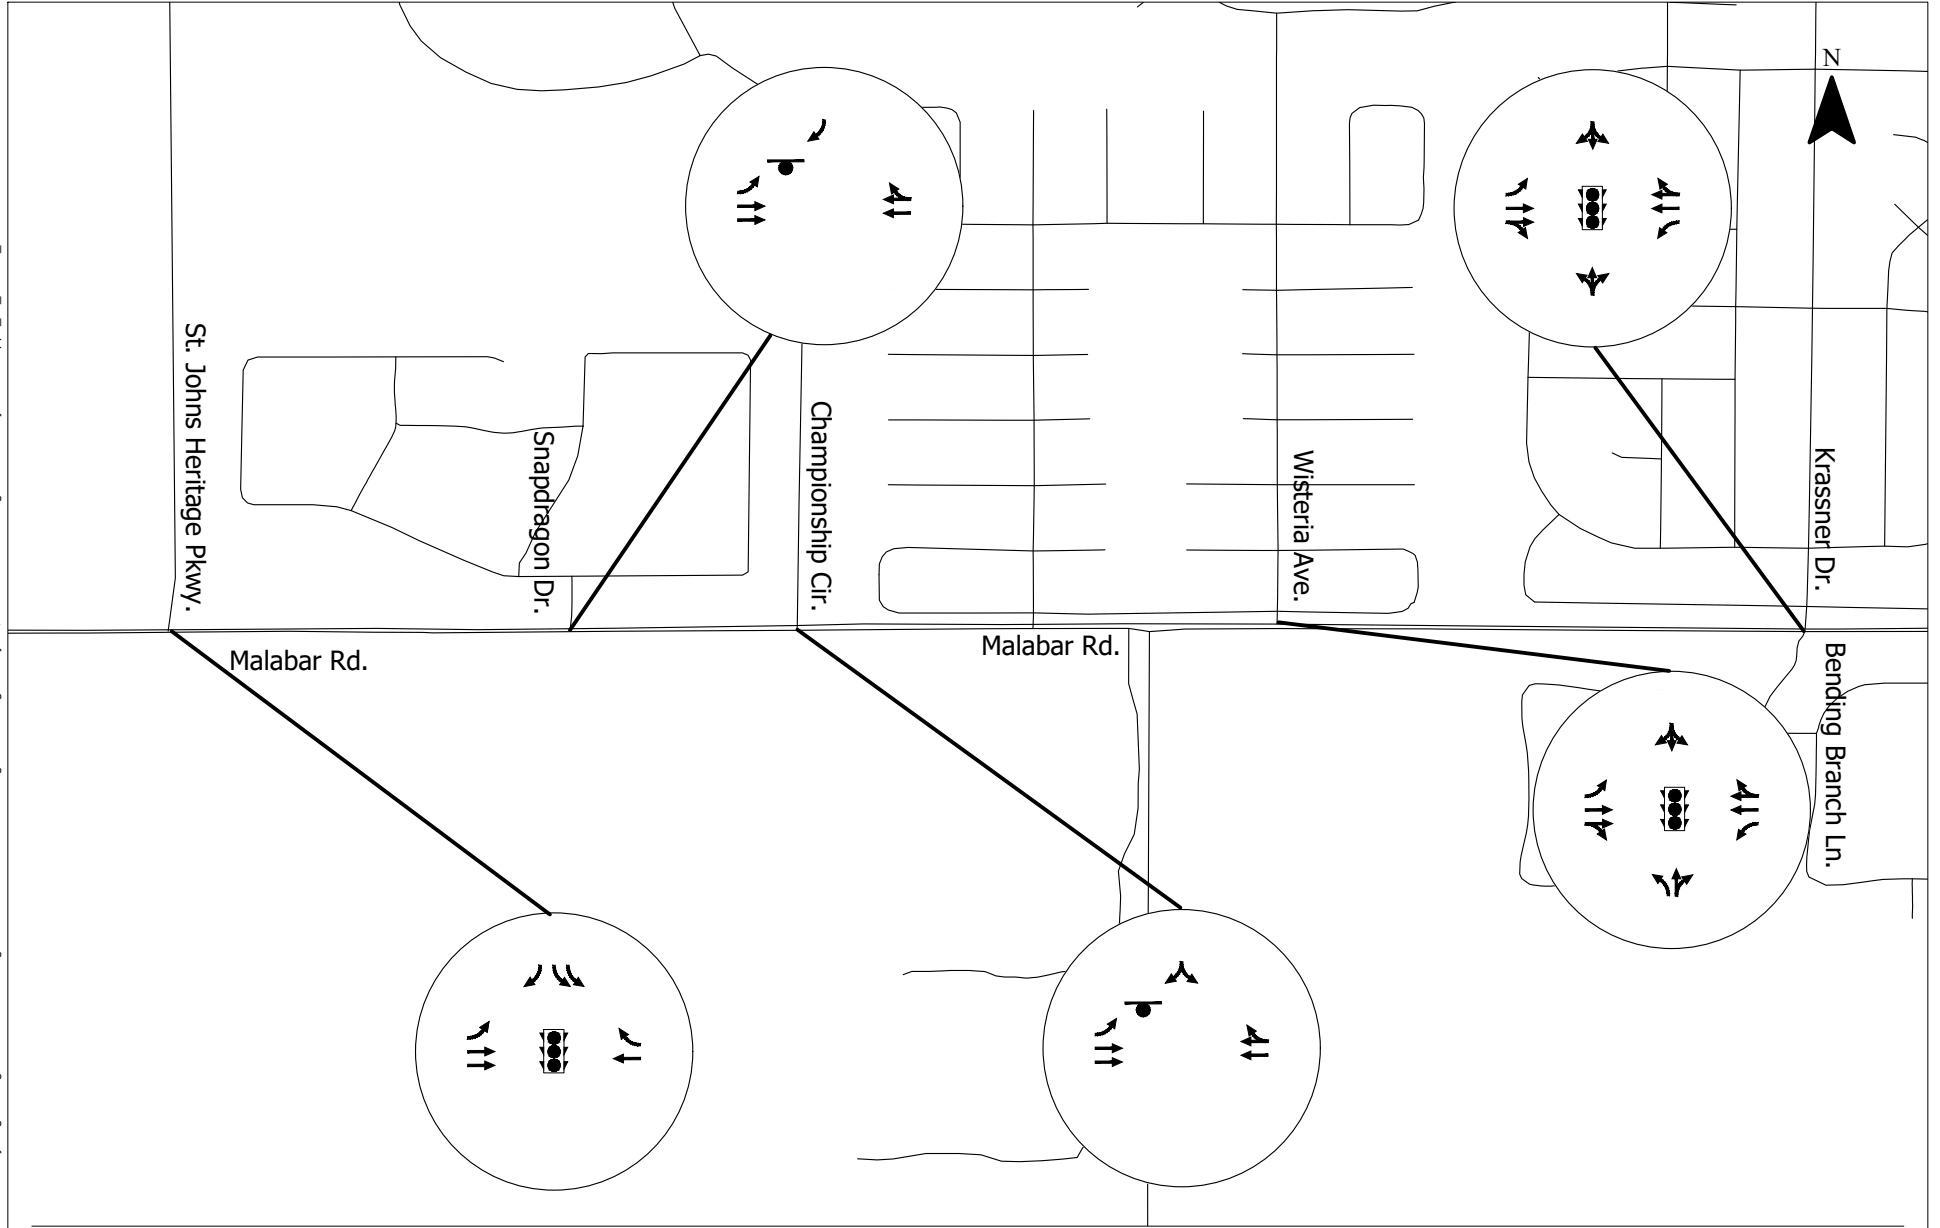 N
St. Johns Heritage Pkwy.
Snapdragon Dr.
Championship Cir.
Wisteria Ave.
Krassner Dr.
Malabar Rd.
Malabar Rd.
Bending Branch Ln.